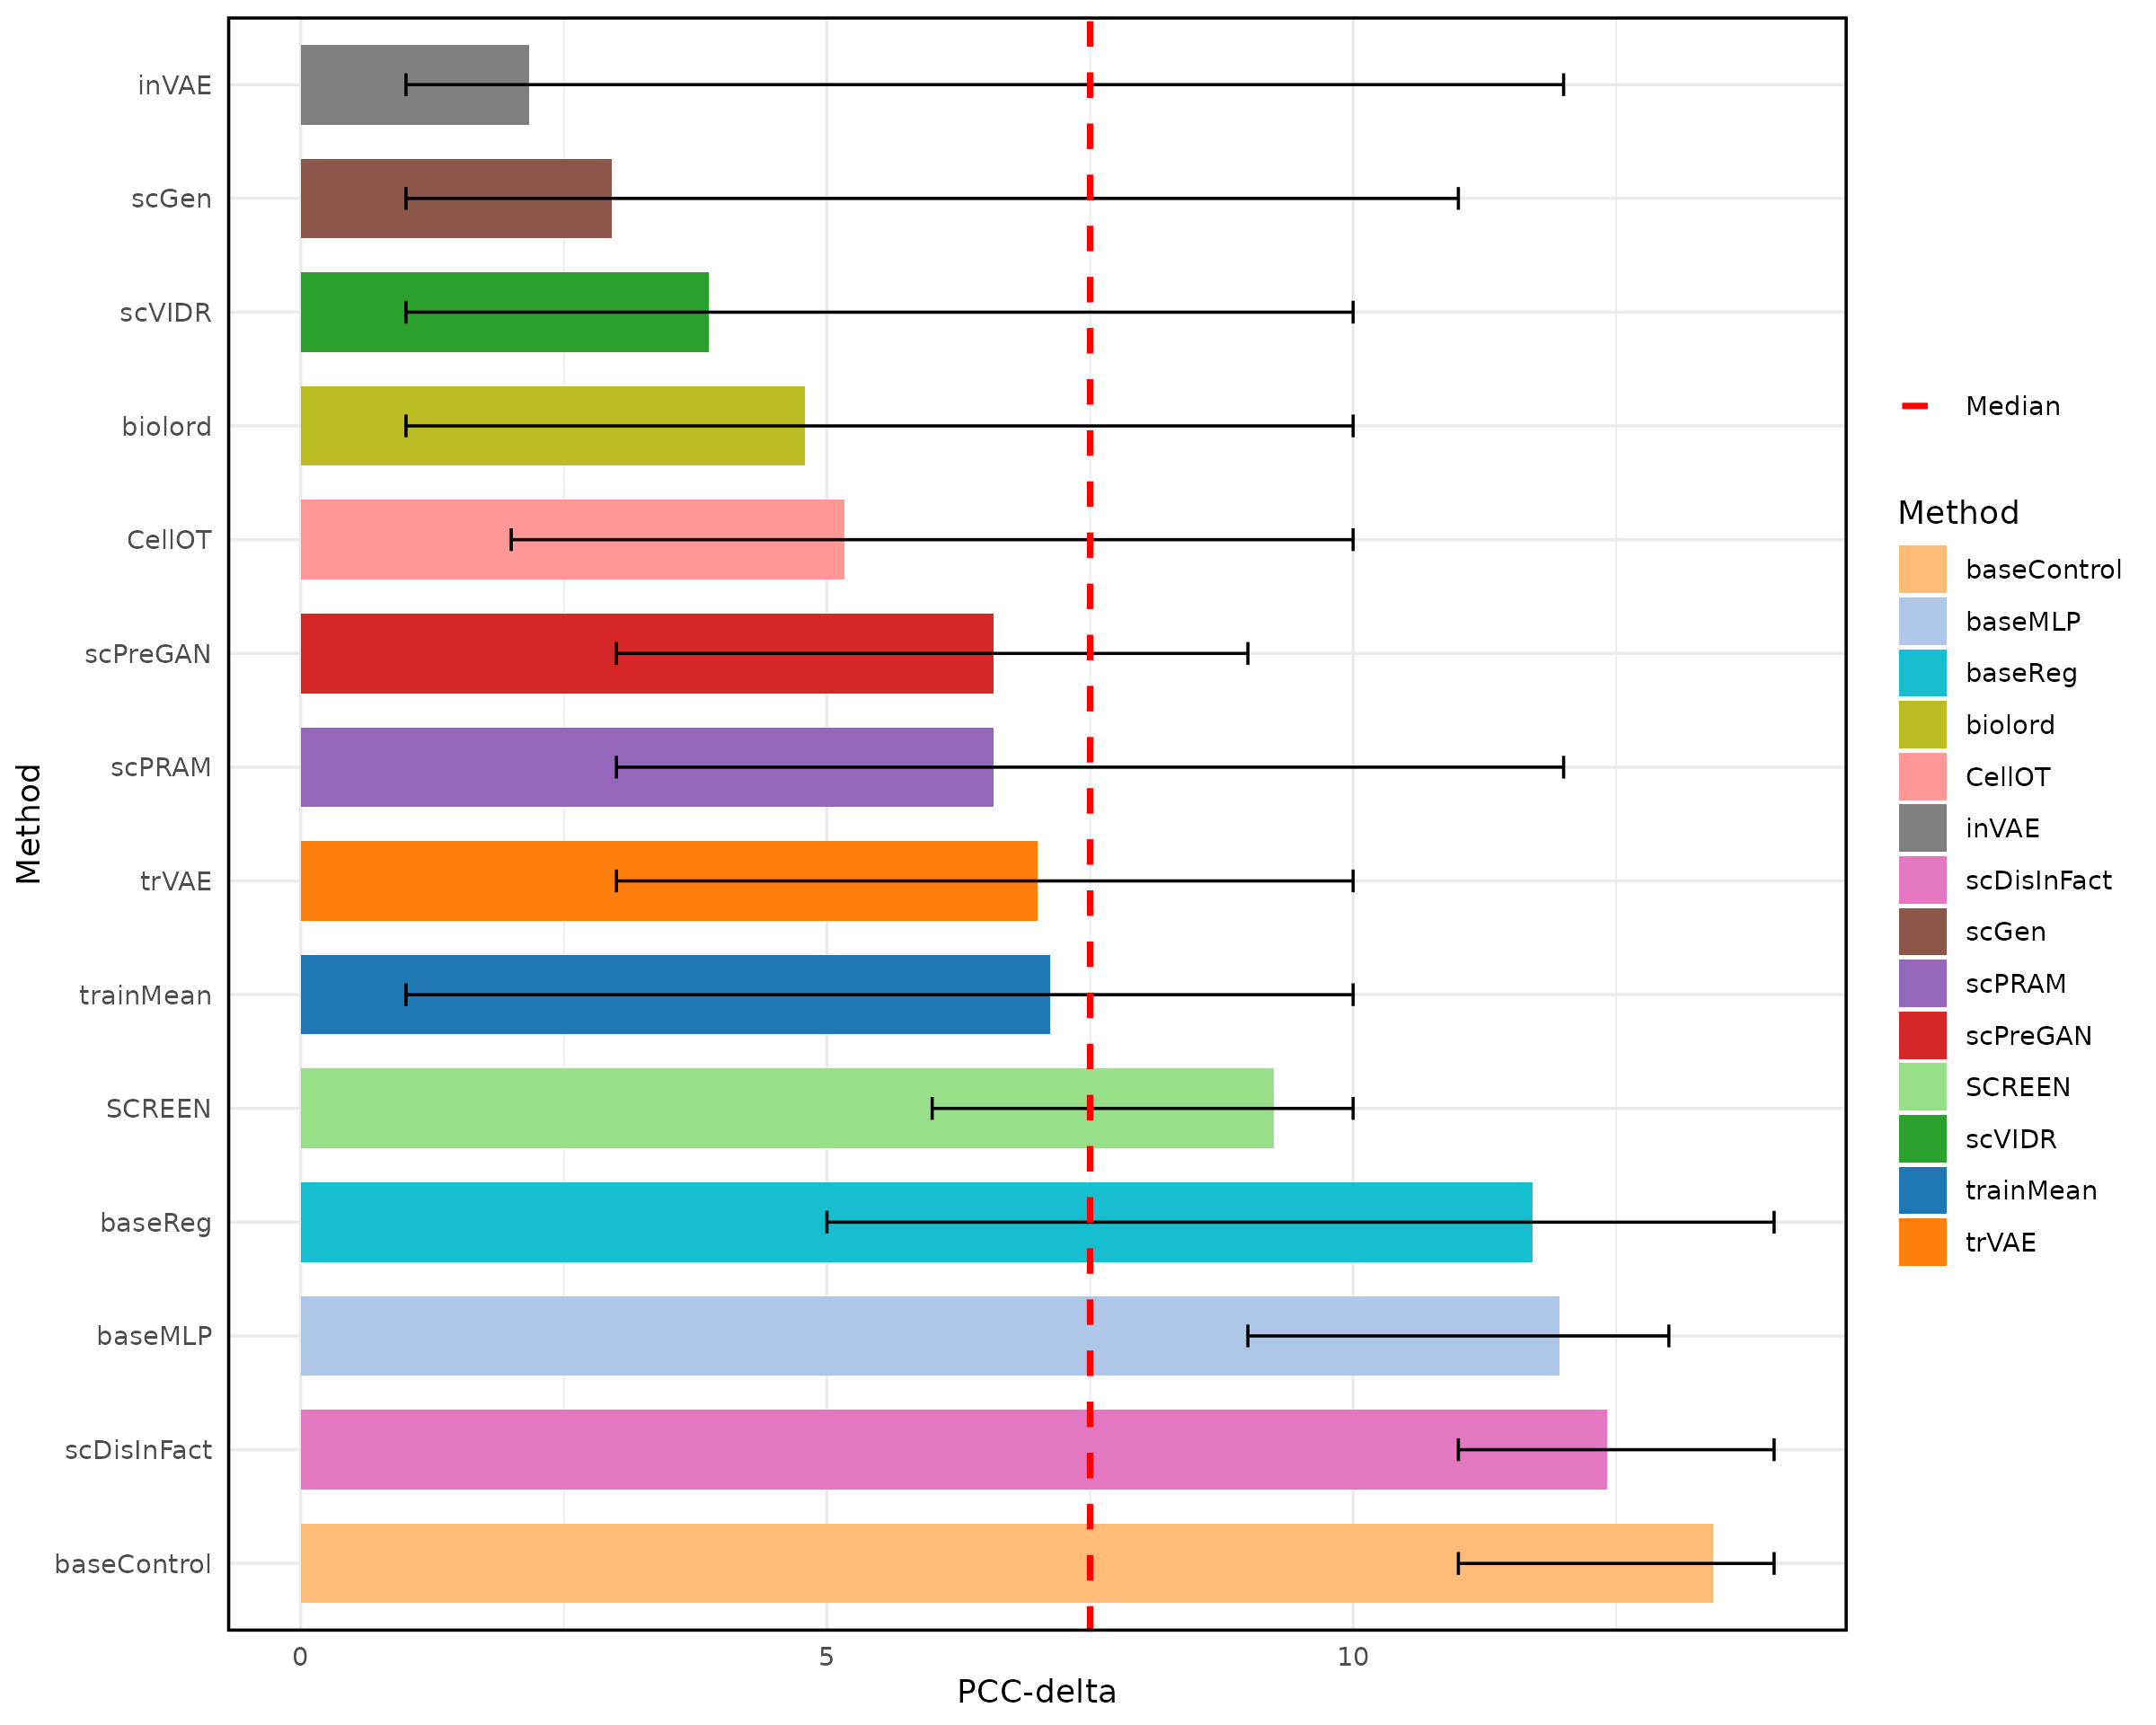 inVAE
scGen
scVIDR
biolord
CellOT
scPreGAN
scPRAM
trVAE
trainMean
SCREEN
baseReg
baseMLP
scDisInFact
baseControl
Method
0 5 10
PCC-delta
Median
Method
baseControl
baseMLP
baseReg
biolord
CellOT
inVAE
scDisInFact
scGen
scPRAM
scPreGAN
SCREEN
scVIDR
trainMean
trVAE